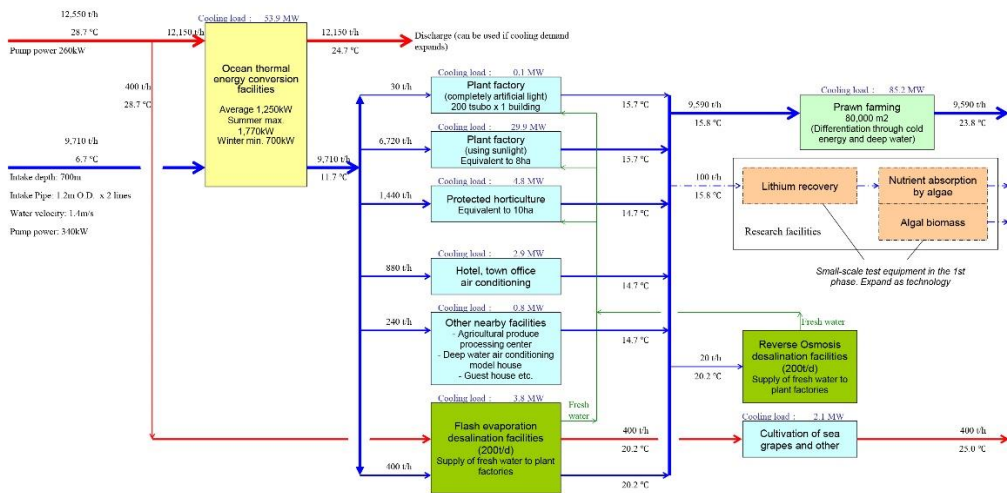 12,550 t/h
28.7 ℃
Pump power 260kW
12,150 t/h
Cooling load : 53.9 MW
Ocean thermal
energy conversion
facilities
Average 1,250kW
Summer max.
1,770kW
Winter min. 700kW
12,150 t/h
24.7 ℃
Discharge (can be used if cooling demand
expands)
400 t/h
28.7 ℃
9,710 t/h
6.7 ℃
Intake depth: 700m
Intake Pipe: 1.2m O.D. x 2 lines
Water velocity: 1.4m/s
Pump power: 340kW
9,710 t/h
11.7 ℃
30 t/h
Cooling load : 0.1 MW
Plant factory
(completely artificial light)
200 tsubo x 1 building
15.7 ℃
6,720 t/h
Cooling load : 29.9 MW
Plant factory
(using sunlight)
Equivalent to 8ha
15.7 ℃
1,440 t/h
Cooling load : 4.8 MW
Protected horticulture
Equivalent to 10ha
14.7 ℃
880 t/h
Cooling load : 2.9 MW
Hotel, town office
air conditioning
14.7 ℃
240 t/h
Cooling load : 0.8 MW
Other nearby facilities
- Agricultural produce
processing center
- Deep water air conditioning
model house
- Guest house etc.
14.7 ℃
400 t/h
Cooling load : 3.8 MW
Flash evaporation
desalination facilities
(200t/d)
Supply of fresh water to plant
factories
Fresh
water
400 t/h
20.2 ℃
20.2 ℃
9,590 t/h
15.8 ℃
Cooling load : 85.2 MW
Prawn farming
80,000 m2
(Differentiation through cold
energy and deep water)
9,590 t/h
23.8 ℃
100 t/h
15.8 ℃
Lithium recovery
Nutrient absorption
by algae
Algal biomass
Research facilities
Small-scale test equipment in the 1st
phase. Expand as technology
Fresh water
20 t/h
20.2 ℃
Reverse Osmosis
desalination facilities
(200t/d)
Supply of fresh water to
plant factories
Cooling load : 2.1 MW
Cultivation of sea
grapes and other
400 t/h
25.0 ℃